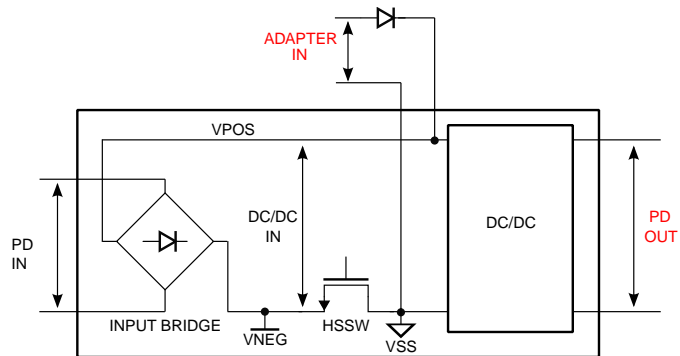 ADAPTER
IN
VPOS
PD
IN
DC/DC
IN
DC/DC
PD
OUT
INPUT BRIDGE
VNEG
HSSW
VSS